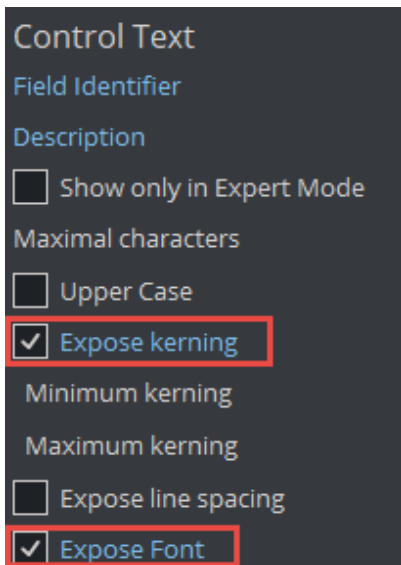 Control Text
Field Identifier
Description
Show only in Expert Mode
Maximal characters
Upper Case
Expose kerning
Minimum kerning
Maximum kerning
Expose line spacing
Expose Font